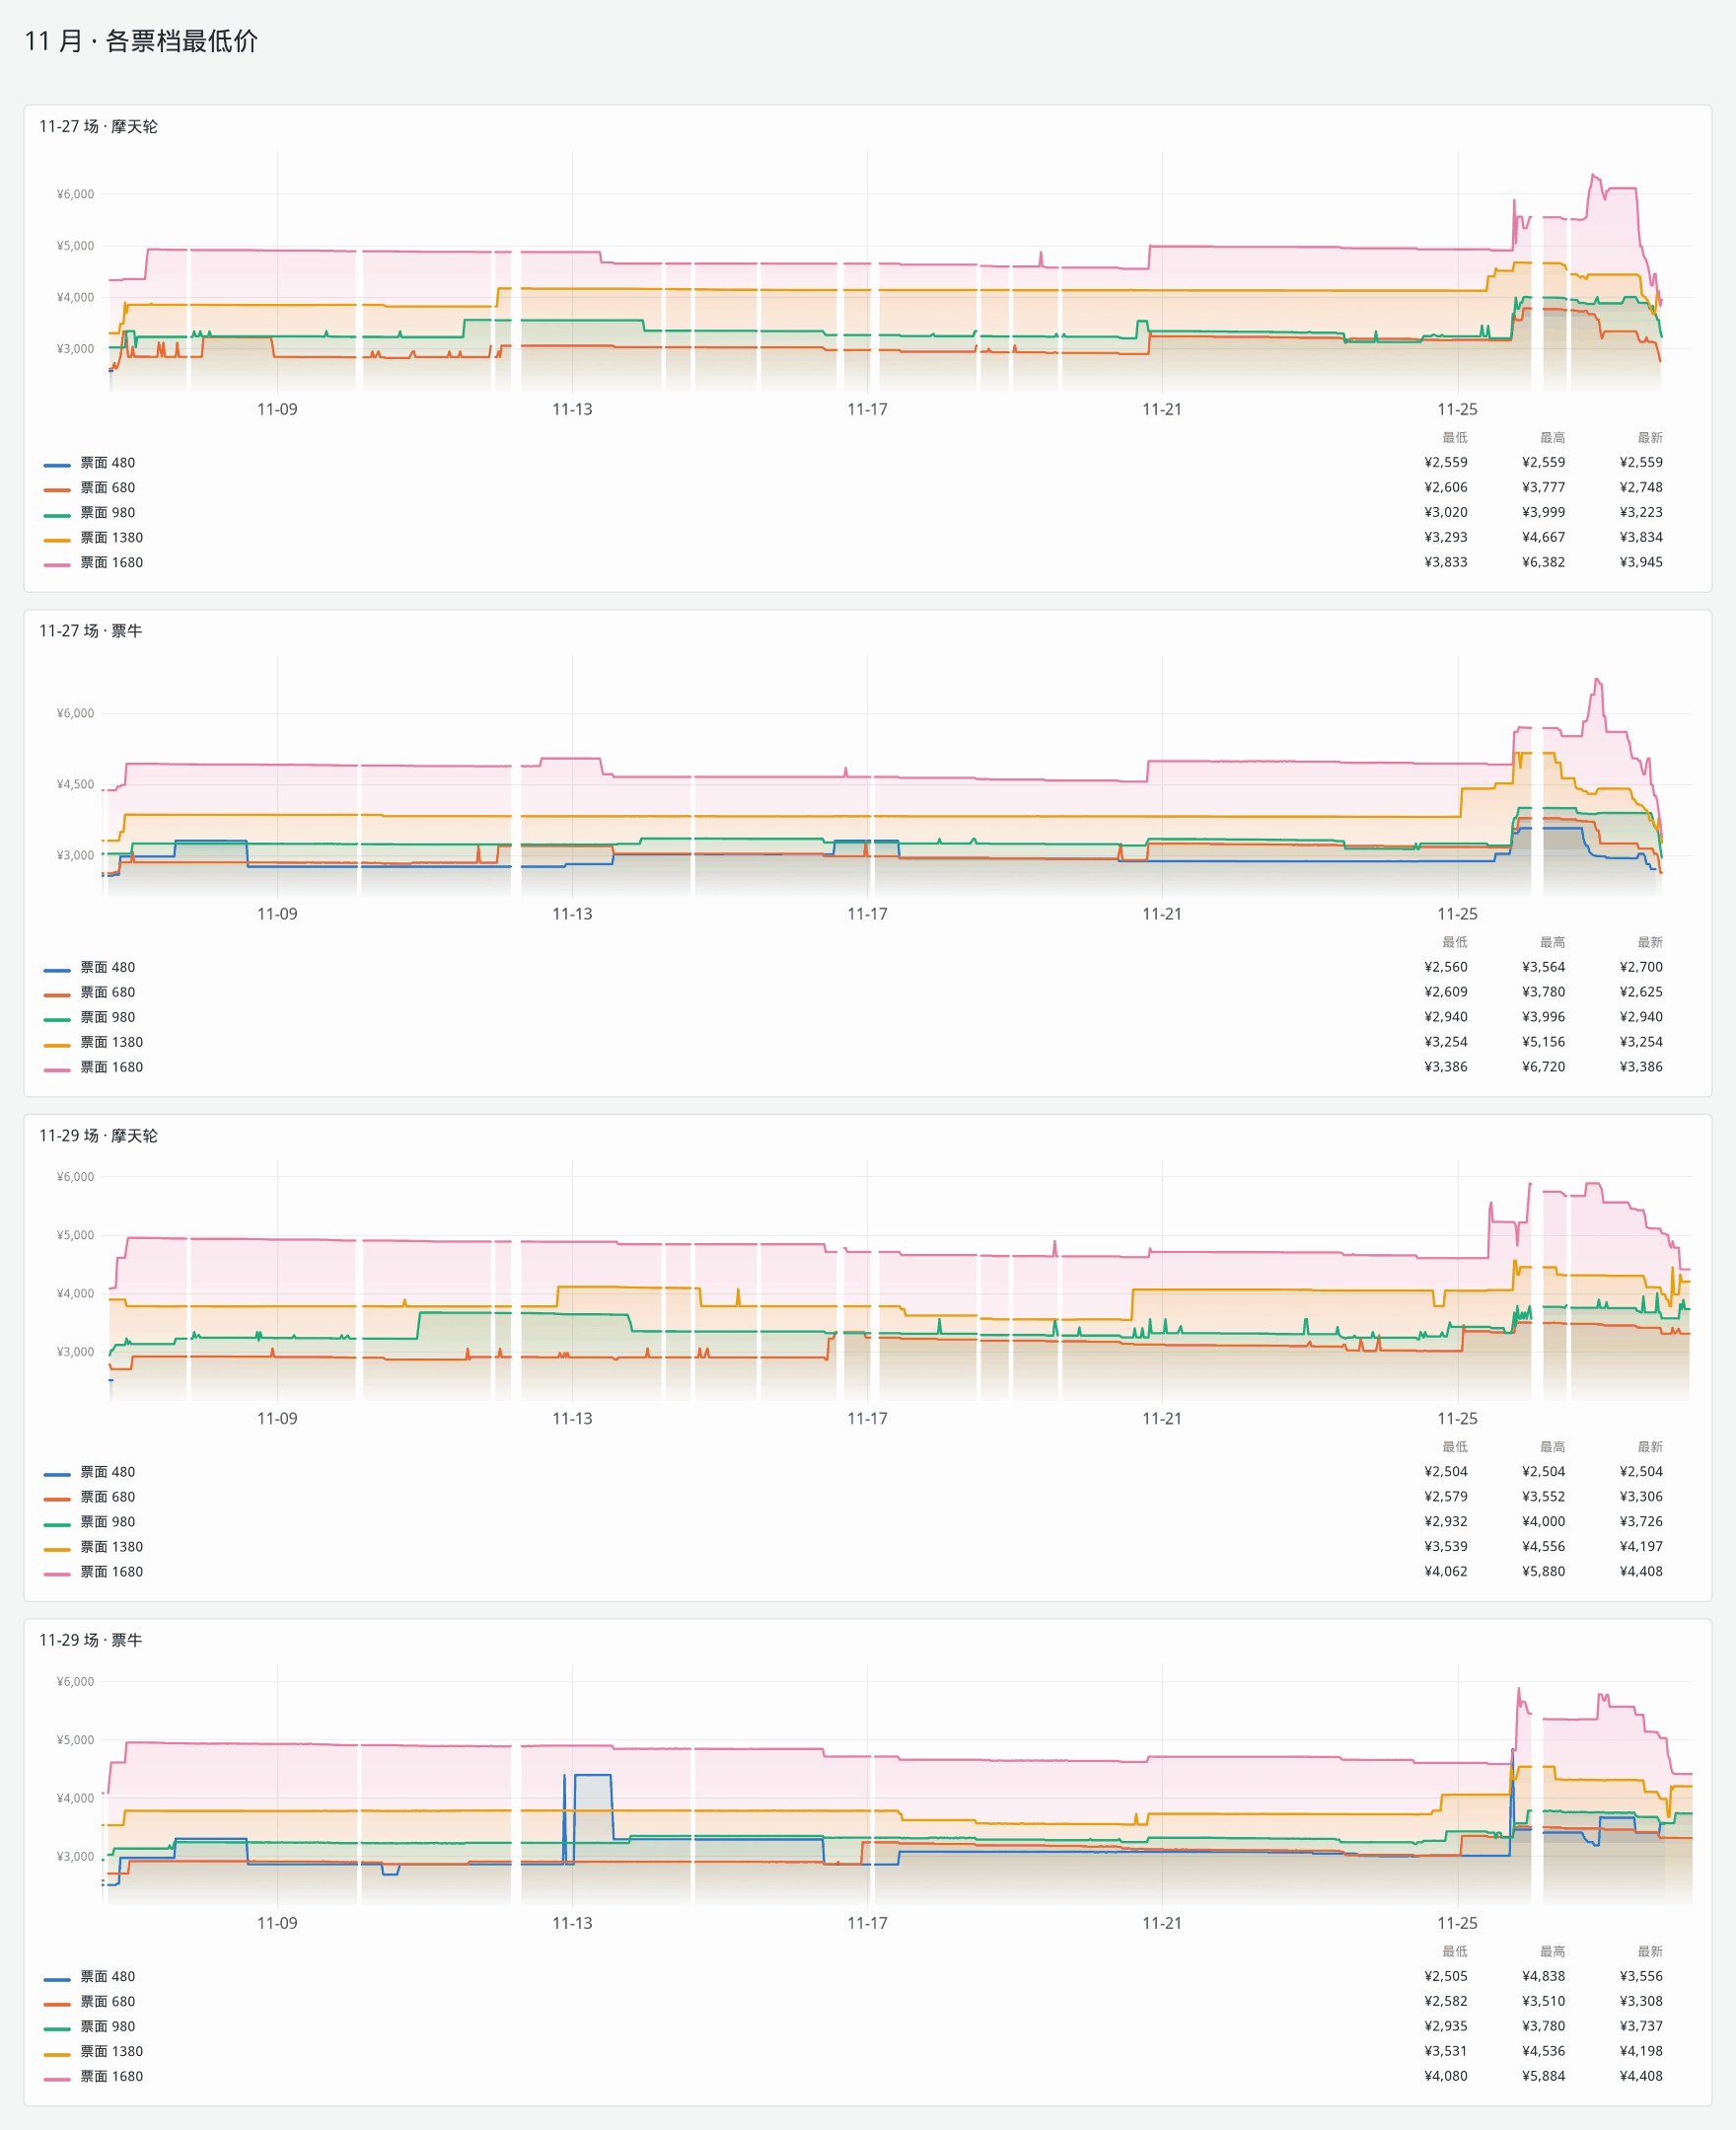 11 月 · 各票档最低价
11-27 场 · 摩天轮
¥6,000
¥5,000
¥4,000
¥3,000
11-09 11-13 11-17 11-21 11-25
最低 最高 最新
票面 480 ¥2,559 ¥2,559 ¥2,559
票面 680 ¥2,606 ¥3,777 ¥2,748
票面 980 ¥3,020 ¥3,999 ¥3,223
票面 1380 ¥3,293 ¥4,667 ¥3,834
票面 1680 ¥3,833 ¥6,382 ¥3,945
11-27 场 · 票牛
¥6,000
¥4,500
¥3,000
11-09 11-13 11-17 11-21 11-25
最低 最高 最新
票面 480 ¥2,560 ¥3,564 ¥2,700
票面 680 ¥2,609 ¥3,780 ¥2,625
票面 980 ¥2,940 ¥3,996 ¥2,940
票面 1380 ¥3,254 ¥5,156 ¥3,254
票面 1680 ¥3,386 ¥6,720 ¥3,386
11-29 场 · 摩天轮
¥6,000
¥5,000
¥4,000
¥3,000
11-09 11-13 11-17 11-21 11-25
最低 最高 最新
票面 480 ¥2,504 ¥2,504 ¥2,504
票面 680 ¥2,579 ¥3,552 ¥3,306
票面 980 ¥2,932 ¥4,000 ¥3,726
票面 1380 ¥3,539 ¥4,556 ¥4,197
票面 1680 ¥4,062 ¥5,880 ¥4,408
11-29 场 · 票牛
¥6,000
¥5,000
¥4,000
¥3,000
11-09 11-13 11-17 11-21 11-25
最低 最高 最新
票面 480 ¥2,505 ¥4,838 ¥3,556
票面 680 ¥2,582 ¥3,510 ¥3,308
票面 980 ¥2,935 ¥3,780 ¥3,737
票面 1380 ¥3,531 ¥4,536 ¥4,198
票面 1680 ¥4,080 ¥5,884 ¥4,408